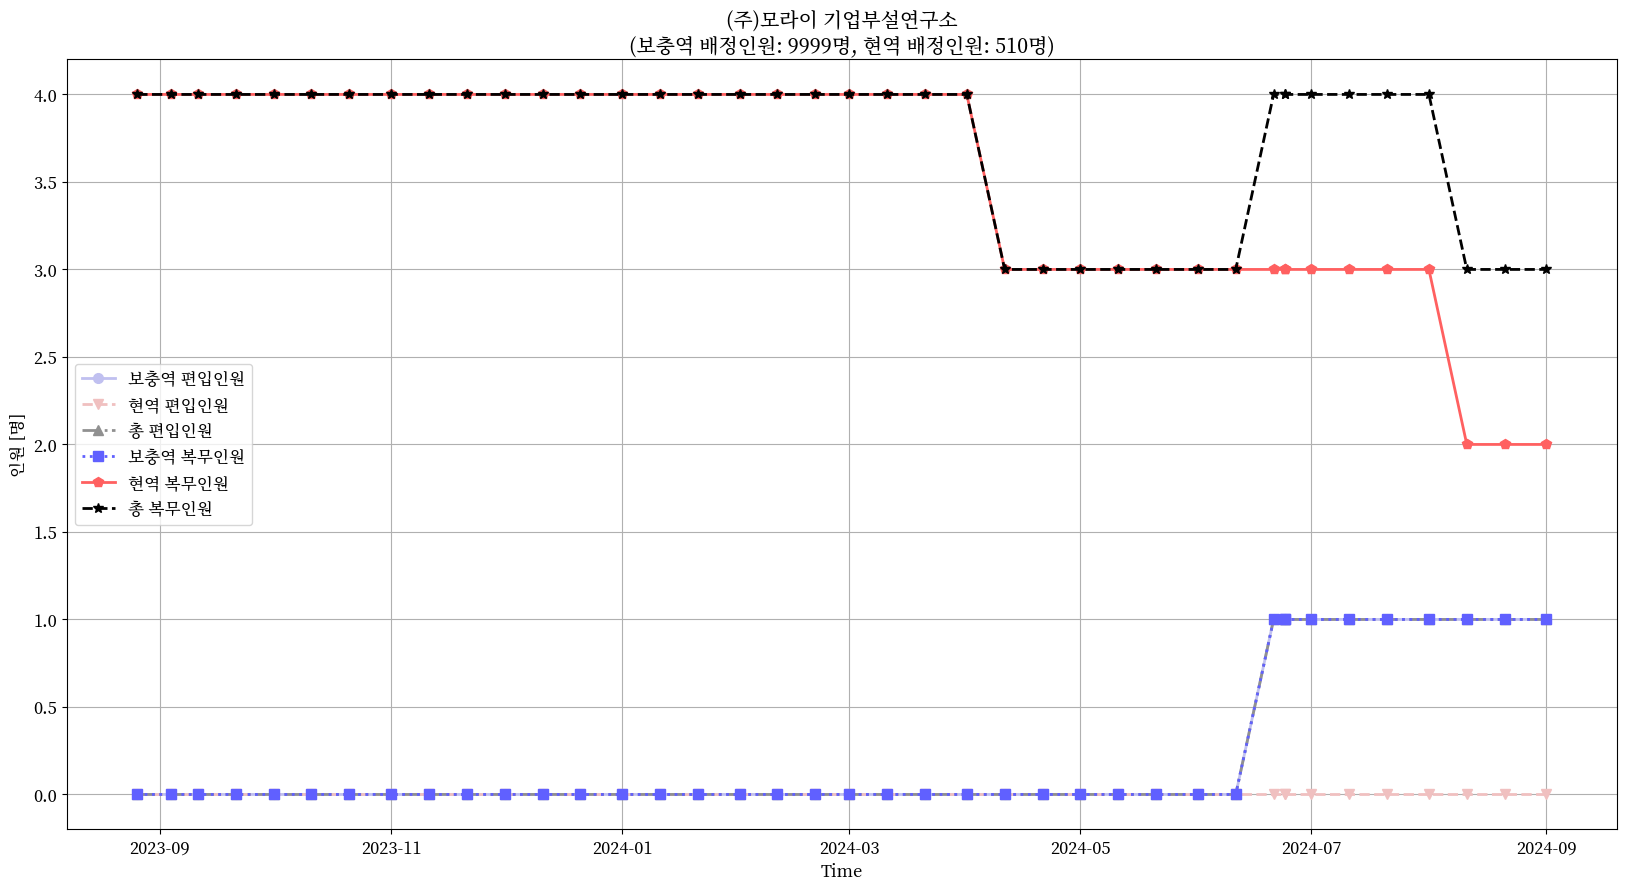 (주)모라이 기업부설연구소
(보충역 배정인원: 9999명, 현역 배정인원: 510명)
4.0
3.5
3.0
2.5
2.0
1.5
1.0
0.5
0.0
인원 [명]
보충역 편입인원
현역 편입인원
총 편입인원
보충역 복무인원
현역 복무인원
총 복무인원
2023-09
2023-11
2024-01
2024-03
2024-05
2024-07
2024-09
Time